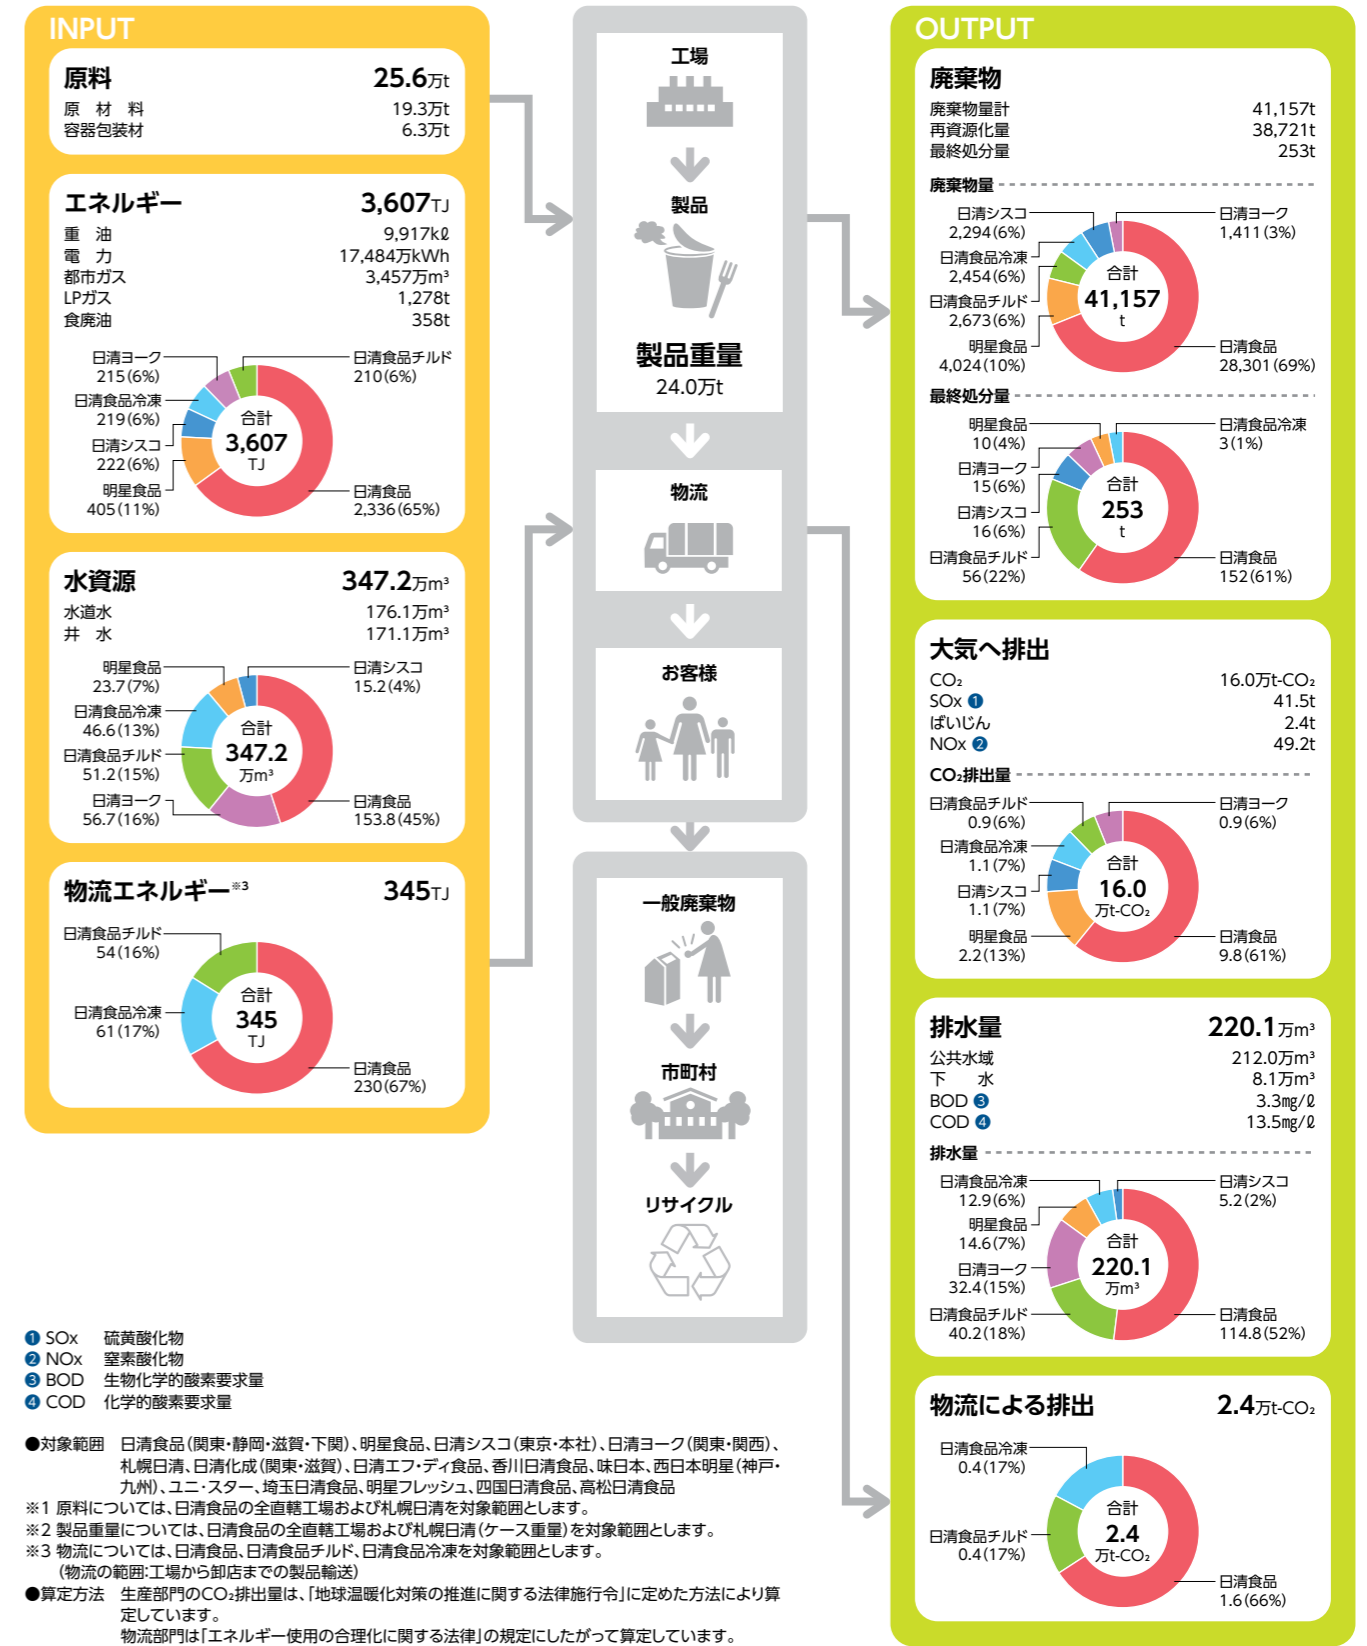 INPUT
原料 25.6万t
原 材 料 19.3万t
容器包装材 6.3万t
エネルギー 3,607TJ
重 油 9,917kℓ
電 力 17,484万kWh
都市ガス 3,457万m³
LPガス 1,278t
食廃油 358t
日清ヨーク
215(6%)
日清食品チルド
210(6%)
日清食品冷凍
219(6%)
日清シスコ
222(6%)
明星食品
405(11%)
合計
3,607
TJ
日清食品
2,336(65%)
水資源 347.2万m³
水道水 176.1万m³
井 水 171.1万m³
明星食品
23.7(7%)
日清シスコ
15.2(4%)
日清食品冷凍
46.6(13%)
日清食品チルド
51.2(15%)
日清ヨーク
56.7(16%)
合計
347.2
万m³
日清食品
153.8(45%)
物流エネルギー※3 345TJ
日清食品チルド
54(16%)
日清食品冷凍
61(17%)
合計
345
TJ
日清食品
230(67%)
工場
製品
製品重量
24.0万t
物流
お客様
一般廃棄物
市町村
リサイクル
OUTPUT
廃棄物
廃棄物量計 41,157t
再資源化量 38,721t
最終処分量 253t
廃棄物量
日清シスコ
2,294(6%)
日清ヨーク
1,411(3%)
日清食品冷凍
2,454(6%)
日清食品チルド
2,673(6%)
明星食品
4,024(10%)
合計
41,157
t
日清食品
28,301(69%)
最終処分量
明星食品
10(4%)
日清食品冷凍
3(1%)
日清ヨーク
15(6%)
日清シスコ
16(6%)
日清食品チルド
56(22%)
合計
253
t
日清食品
152(61%)
大気へ排出
CO₂ 16.0万t-CO₂
SOx ❶ 41.5t
ばいじん 2.4t
NOx ❷ 49.2t
CO₂排出量
日清食品チルド
0.9(6%)
日清ヨーク
0.9(6%)
日清食品冷凍
1.1(7%)
日清シスコ
1.1(7%)
明星食品
2.2(13%)
合計
16.0
万t-CO₂
日清食品
9.8(61%)
排水量 220.1万m³
公共水域 212.0万m³
下 水 8.1万m³
BOD ❸ 3.3㎎/ℓ
COD ❹ 13.5㎎/ℓ
排水量
日清食品冷凍
12.9(6%)
日清シスコ
5.2(2%)
明星食品
14.6(7%)
日清ヨーク
32.4(15%)
日清食品チルド
40.2(18%)
合計
220.1
万m³
日清食品
114.8(52%)
物流による排出 2.4万t-CO₂
日清食品冷凍
0.4(17%)
日清食品チルド
0.4(17%)
合計
2.4
万t-CO₂
日清食品
1.6(66%)
❶ SOx 硫黄酸化物
❷ NOx 窒素酸化物
❸ BOD 生物化学的酸素要求量
❹ COD 化学的酸素要求量
●対象範囲 日清食品(関東・静岡・滋賀・下関)、明星食品、日清シスコ(東京・本社)、日清ヨーク(関東・関西)、
札幌日清、日清化成(関東・滋賀)、日清エフ・ディ食品、香川日清食品、味日本、西日本明星(神戸・
九州)、ユニ・スター、埼玉日清食品、明星フレッシュ、四国日清食品、高松日清食品
※1 原料については、日清食品の全直轄工場および札幌日清を対象範囲とします。
※2 製品重量については、日清食品の全直轄工場および札幌日清(ケース重量)を対象範囲とします。
※3 物流については、日清食品、日清食品チルド、日清食品冷凍を対象範囲とします。
(物流の範囲:工場から卸店までの製品輸送)
●算定方法 生産部門のCO₂排出量は、「地球温暖化対策の推進に関する法律施行令」に定めた方法により算
定しています。
物流部門は「エネルギー使用の合理化に関する法律」の規定にしたがって算定しています。